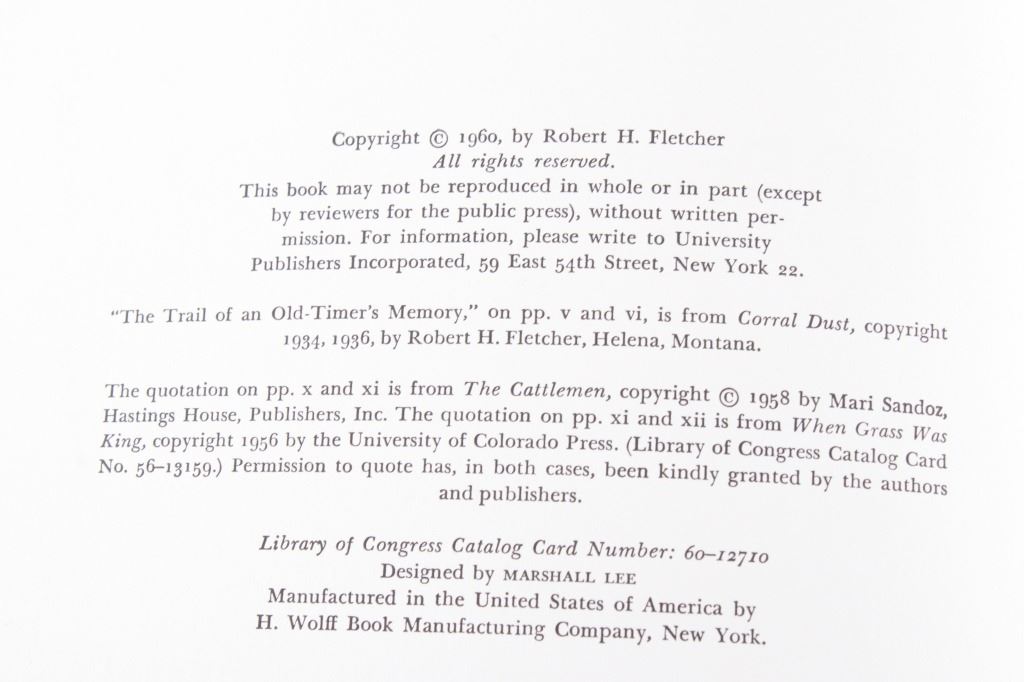 Copyright © 1960, by Robert H. Fletcher
All rights reserved.
This book may not be reproduced in whole or in part (except
by reviewers for the public press), without written per-
mission. For information, please write to University
Publishers Incorporated, 59 East 54th Street, New York 22.
“The Trail of an Old-Timer’s Memory,” on pp. v and vi, is from Corral Dust, copyright
1934, 1936, by Robert H. Fletcher, Helena, Montana.
The quotation on pp. x and xi is from The Cattlemen, copyright © 1958 by Mari Sandoz,
Hastings House, Publishers, Inc. The quotation on pp. xi and xii is from When Grass Was
King, copyright 1956 by the University of Colorado Press. (Library of Congress Catalog Card
No. 56–13159.) Permission to quote has, in both cases, been kindly granted by the authors
and publishers.
Library of Congress Catalog Card Number: 60–12710
Designed by MARSHALL LEE
Manufactured in the United States of America by
H. Wolff Book Manufacturing Company, New York.